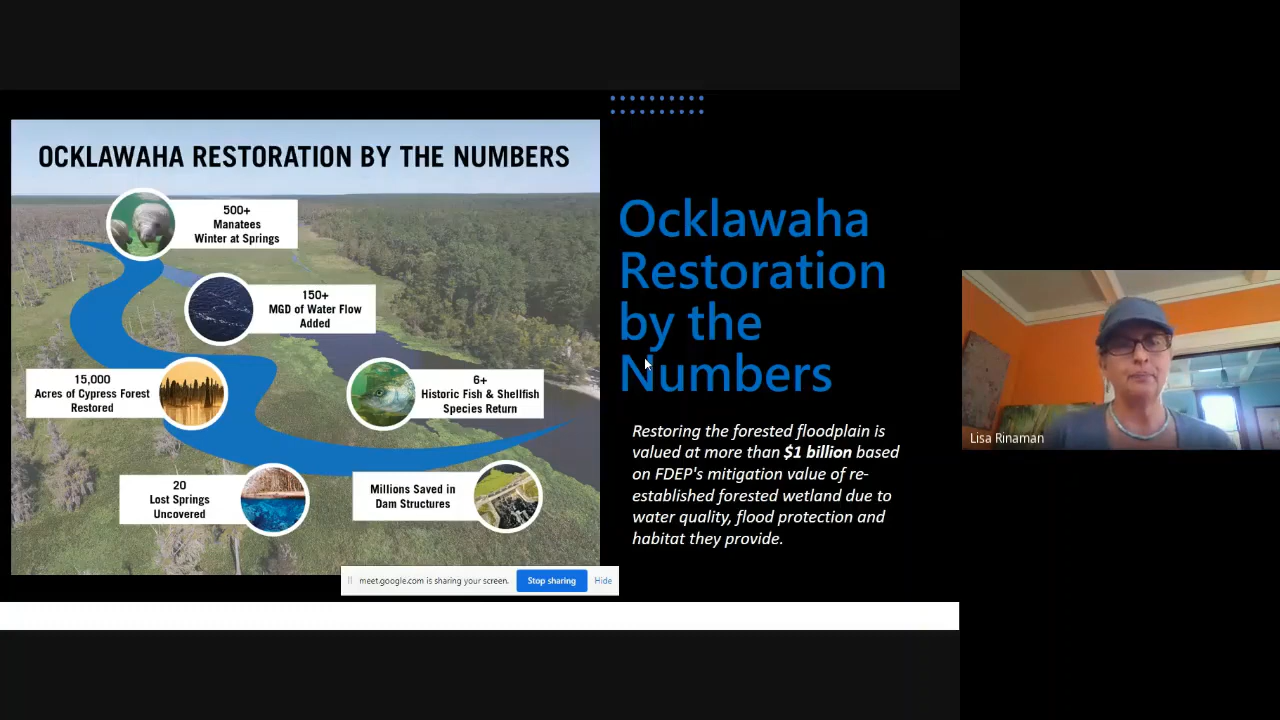 OCKLAWAHA RESTORATION BY THE NUMBERS
500+
Manatees
Winter at Springs
150+
MGD of Water Flow
Added
15,000
Acres of Cypress Forest
Restored
6+
Historic Fish & Shellfish
Species Return
20
Lost Springs
Uncovered
Millions Saved in
Dam Structures
Ocklawaha
Restoration
by the
Numbers
Restoring the forested floodplain is
valued at more than $1 billion based
on FDEP's mitigation value of re-
established forested wetland due to
water quality, flood protection and
habitat they provide.
meet.google.com is sharing your screen.
Stop sharing
Hide
Lisa Rinaman